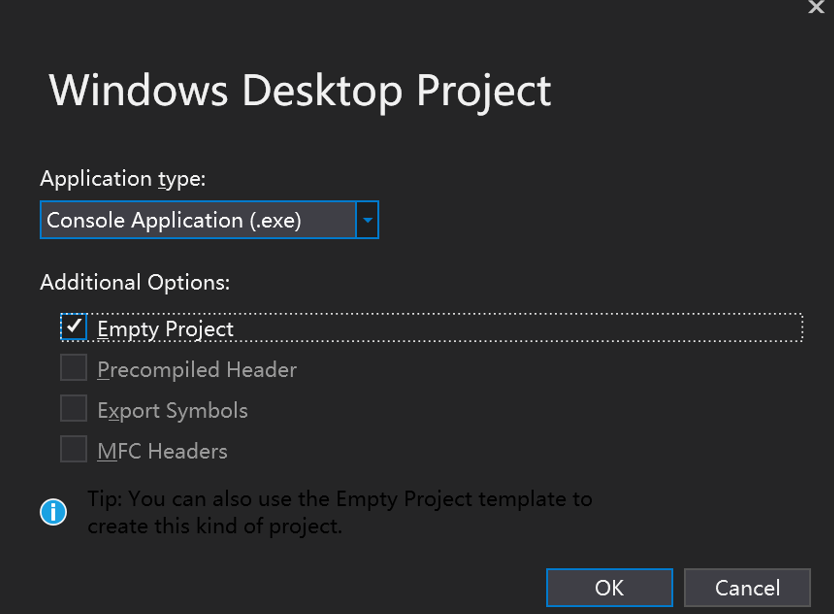 Windows Desktop Project
Application type:
Console Application (.exe)
Additional Options:
Empty Project
Precompiled Header
Export Symbols
MFC Headers
Tip: You can also use the Empty Project template to
create this kind of project.
OK Cancel